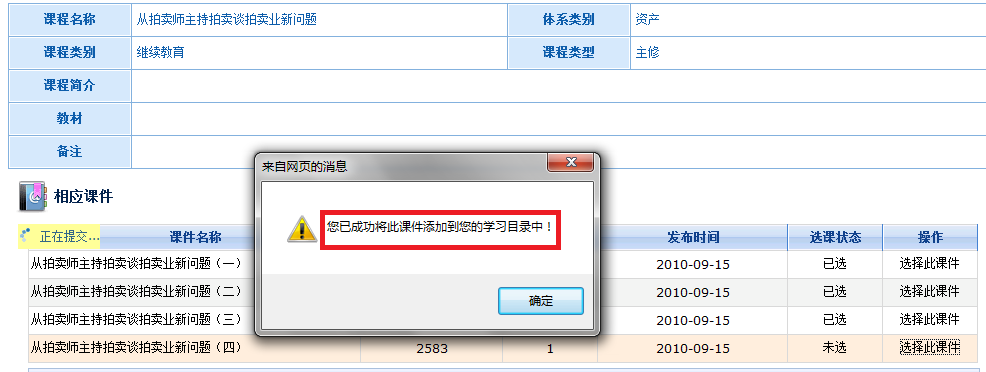 课程名称 从拍卖师主持拍卖谈拍卖业新问题 体系类别 资产
课程类别 继续教育 课程类型 主修
课程简介
教材
备注
来自网页的消息
您已成功将此课件添加到您的学习目录中！
确定
相应课件
正在提交... 课件名称 发布时间 选课状态 操作
从拍卖师主持拍卖谈拍卖业新问题（一） 2010-09-15 已选 选择此课件
从拍卖师主持拍卖谈拍卖业新问题（二） 2010-09-15 已选 选择此课件
从拍卖师主持拍卖谈拍卖业新问题（三） 2010-09-15 已选 选择此课件
从拍卖师主持拍卖谈拍卖业新问题（四） 2583 1 2010-09-15 未选 选择此课件